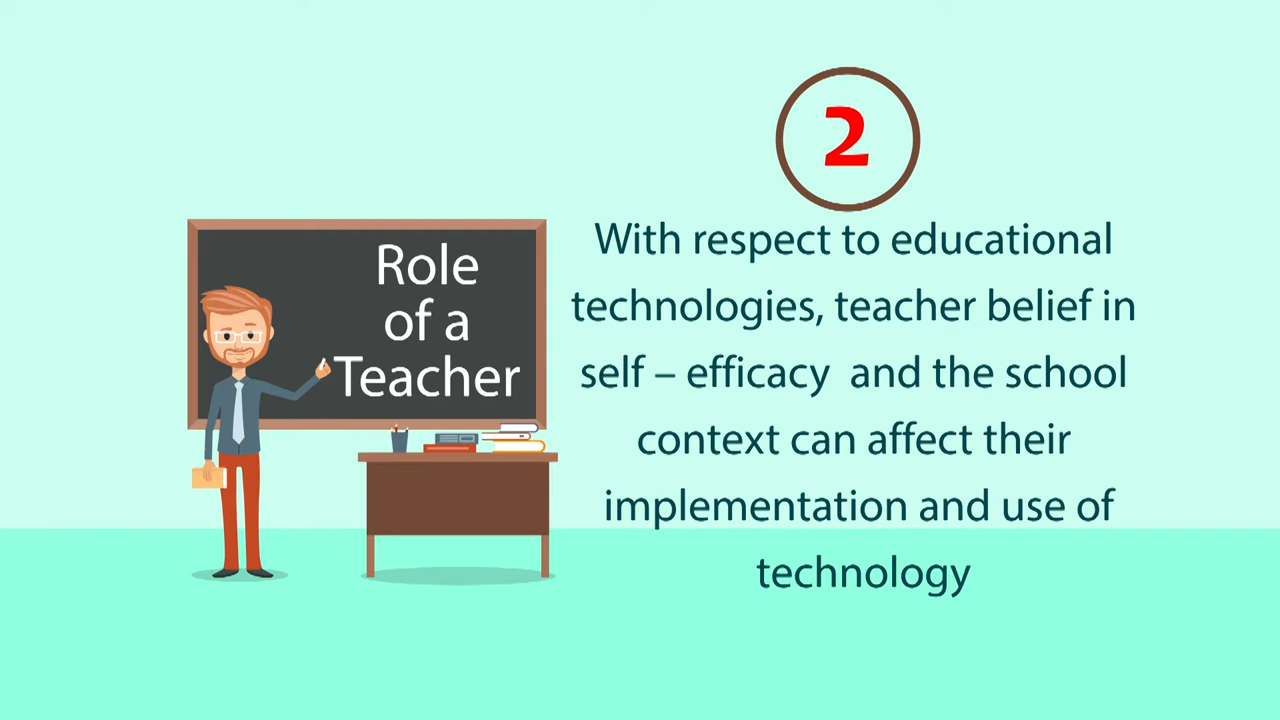 Role
of a
Teacher
2
With respect to educational
technologies, teacher belief in
self – efficacy  and the school
context can affect their
implementation and use of
technology